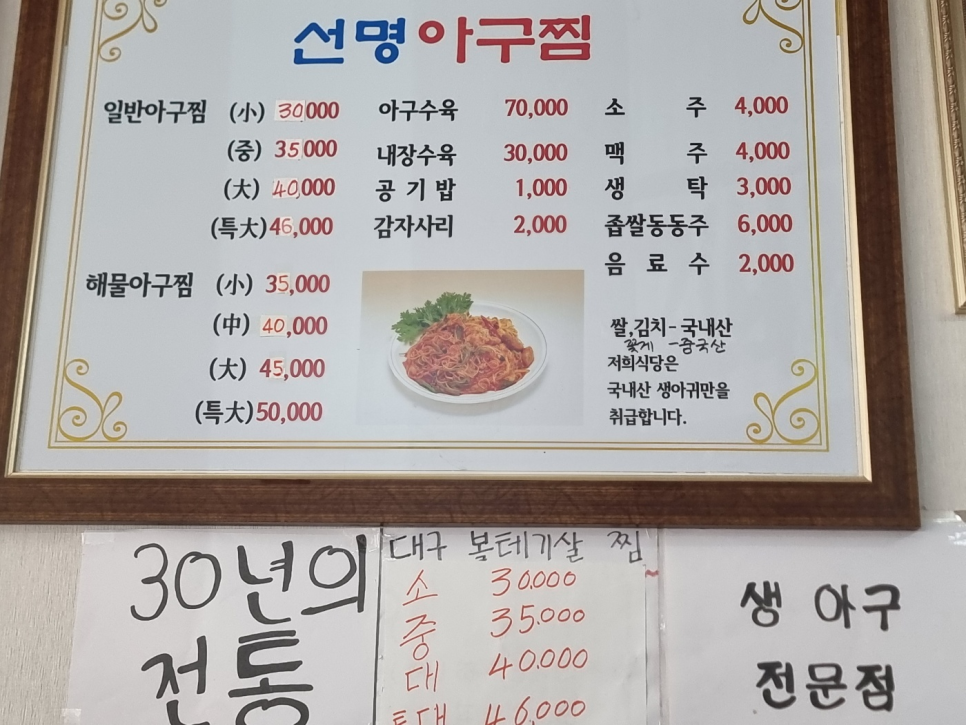 선명아구찜
일반아구찜 (小) 30,000
(중) 35,000
(大) 40,000
(특大) 46,000
해물아구찜 (小) 35,000
(中) 40,000
(大) 45,000
(특大) 50,000
아구수육 70,000
내장수육 30,000
공기밥 1,000
감자사리 2,000
소주 4,000
맥주 4,000
생탁 3,000
좁쌀동동주 6,000
음료수 2,000
쌀,김치-국내산
꽃게 -중국산
저희식당은
국내산 생아귀만을
취급합니다.
30년의
전통
대구 볼테기살 찜
소 30.000
중 35.000
대 40.000
특대 46.000
생 아구
전문점